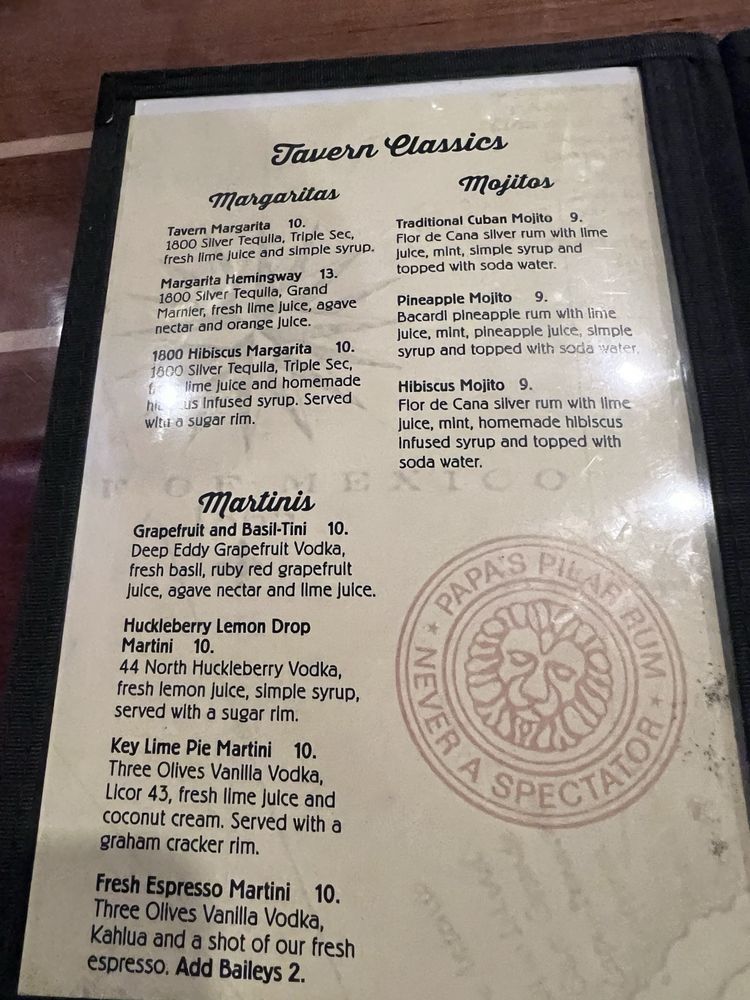 Tavern Classics
Margaritas
Tavern Margarita 10.
1800 Silver Tequila, Triple Sec,
fresh lime juice and simple syrup.
Margarita Hemingway 13.
1800 Silver Tequila, Grand
Marnier, fresh lime juice, agave
nectar and orange juice.
1800 Hibiscus Margarita 10.
1800 Silver Tequila, Triple Sec,
lime juice and homemade
infused syrup. Served
with a sugar rim.
Mojitos
Traditional Cuban Mojito 9.
Flor de Cana silver rum with lime
juice, mint, simple syrup and
topped with soda water.
Pineapple Mojito 9.
Bacardi pineapple rum with lime
juice, mint, pineapple juice, simple
syrup and topped with soda water.
Hibiscus Mojito 9.
Flor de Cana silver rum with lime
juice, mint, homemade hibiscus
infused syrup and topped with
soda water.
OF MEXICO
Martinis
Grapefruit and Basil-Tini 10.
Deep Eddy Grapefruit Vodka,
fresh basil, ruby red grapefruit
juice, agave nectar and lime juice.
Huckleberry Lemon Drop
Martini 10.
44 North Huckleberry Vodka,
fresh lemon juice, simple syrup,
served with a sugar rim.
Key Lime Pie Martini 10.
Three Olives Vanilla Vodka,
Licor 43, fresh lime juice and
coconut cream. Served with a
graham cracker rim.
Fresh Espresso Martini 10.
Three Olives Vanilla Vodka,
Kahlua and a shot of our fresh
espresso. Add Baileys 2.
PAPA'S PILAR RUM
NEVER A SPECTATOR